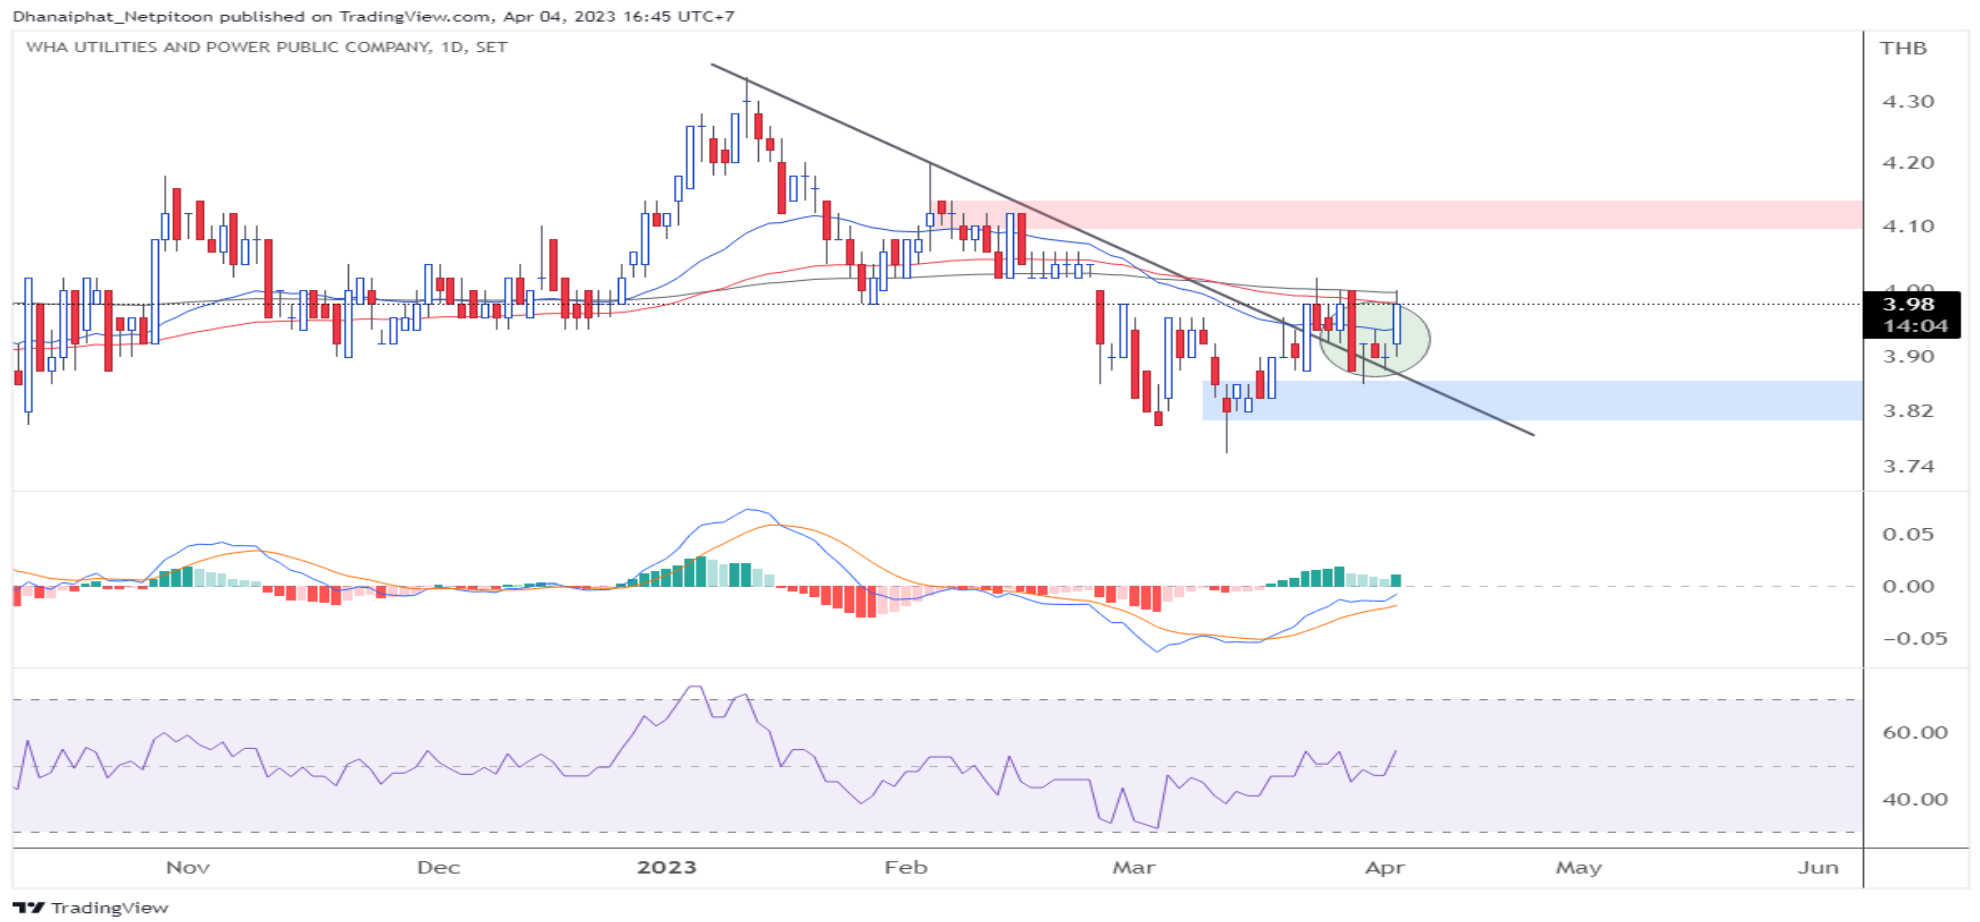 Dhanaiphat_Netpitoon published on TradingView.com, Apr 04, 2023 16:45 UTC+7
WHA UTILITIES AND POWER PUBLIC COMPANY, 1D, SET
THB
4.30
4.20
4.10
4.00
3.98
14:04
3.90
3.82
3.74
0.05
0.00
−0.05
60.00
40.00
Nov Dec 2023 Feb Mar Apr May Jun
TradingView